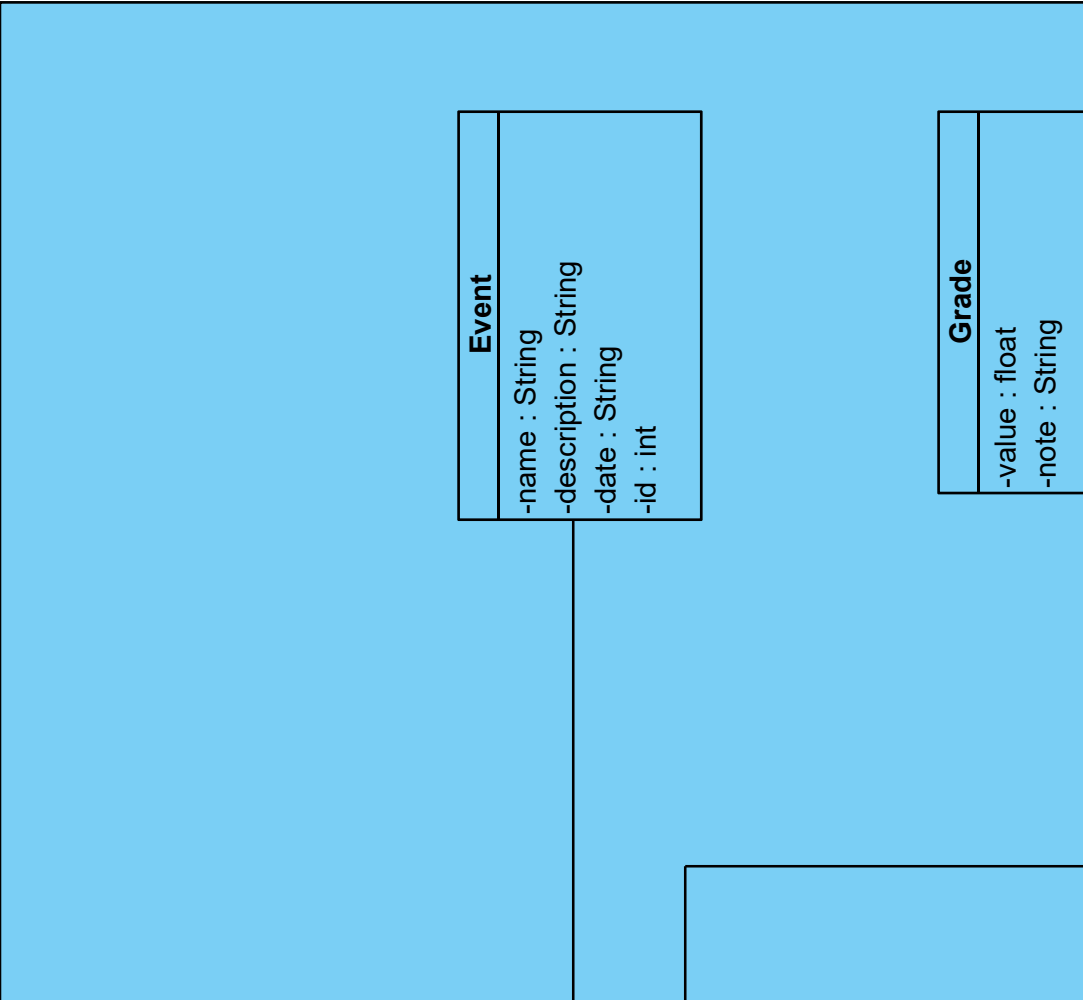 Event
-name : String
-description : String
-date : String
-id : int
Grade
-value : float
-note : String